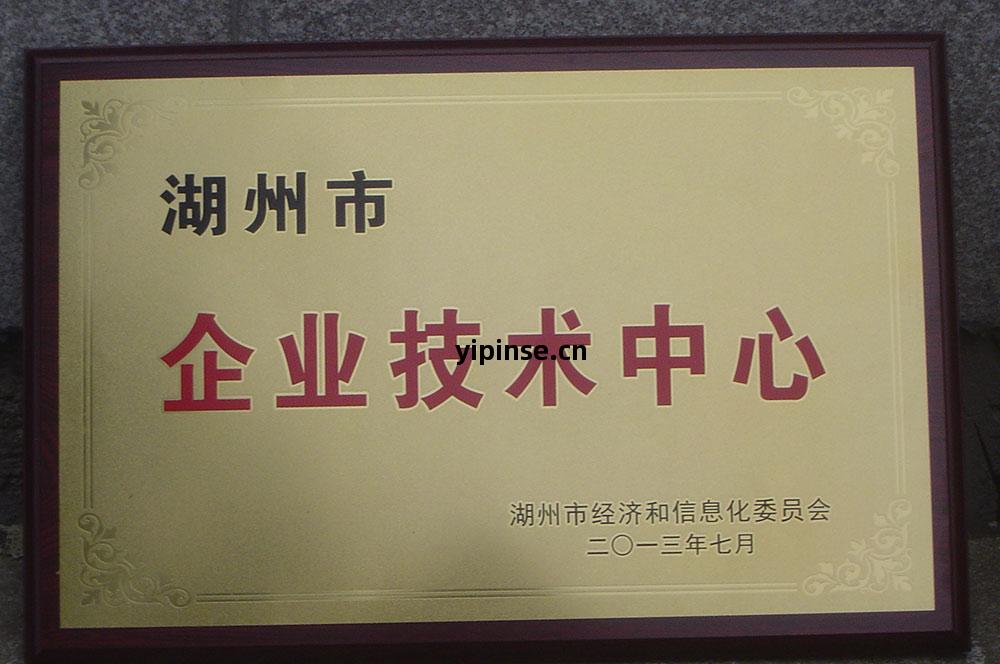 湖州市
企业技术中心
yipinse.cn
湖州市经济和信息化委员会
二〇一三年七月